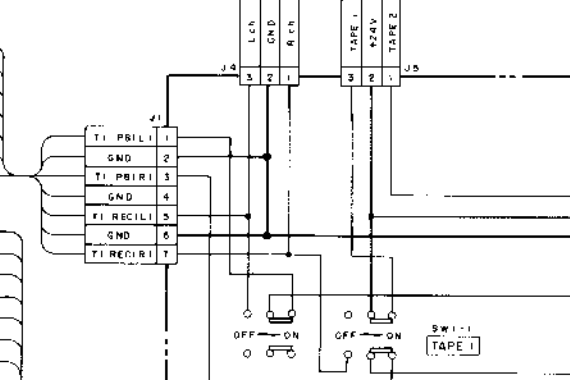 Lch GND Rch
TAPE 1 +24V TAPE 2
J4 3 2 1
3 2 1 J5
J1
T1 PB(L) 1
GND 2
T1 PB(R) 3
GND 4
T1 REC(L) 5
GND 6
T1 REC(R) 7
OFF ON
OFF ON
SW1-1
TAPE 1